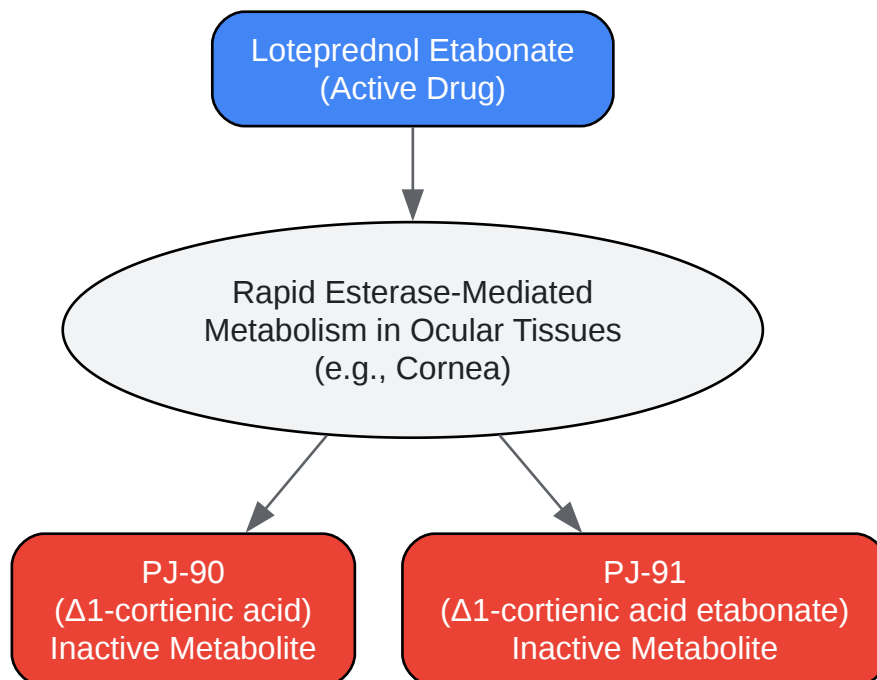 Loteprednol Etabonate
(Active Drug)
Rapid Esterase-Mediated
Metabolism in Ocular Tissues
(e.g., Cornea)
PJ-90
(Δ1-cortienic acid)
Inactive Metabolite
PJ-91
(Δ1-cortienic acid etabonate)
Inactive Metabolite